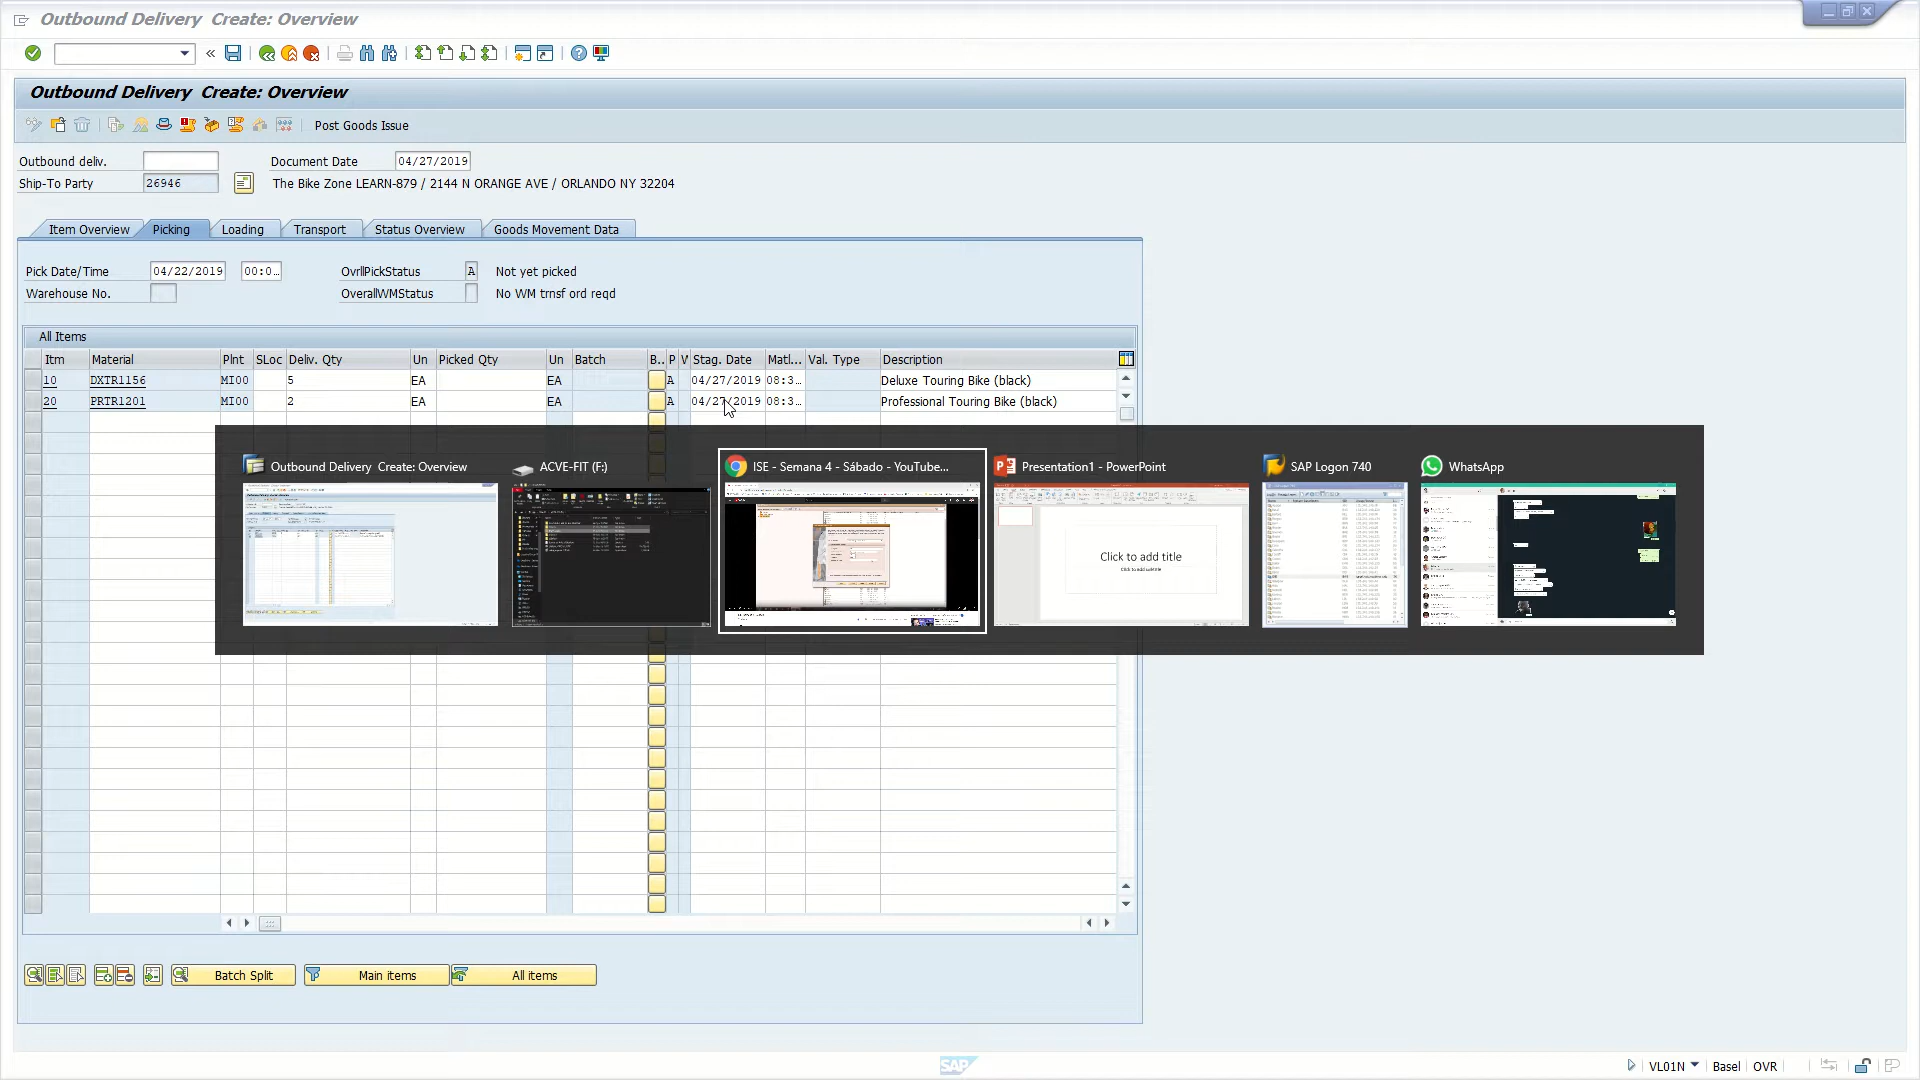 Outbound Delivery  Create: Overview
Outbound Delivery  Create: Overview
Post Goods Issue
Outbound deliv.
Document Date
04/27/2019
Ship-To Party
26946
The Bike Zone LEARN-879 / 2144 N ORANGE AVE / ORLANDO NY 32204
Item Overview
Picking
Loading
Transport
Status Overview
Goods Movement Data
Pick Date/Time
04/22/2019
00:0..
OvrllPickStatus
A
Not yet picked
Warehouse No.
OverallWMStatus
No WM trnsf ord reqd
All Items
Itm Material Plnt SLoc Deliv. Qty Un Picked Qty Un Batch B.. P W Stag. Date Matl... Val. Type Description
10 DXTR1156 MI00 5 EA EA A 04/27/2019 08:3.. Deluxe Touring Bike (black)
20 PRTR1201 MI00 2 EA EA A 04/27/2019 08:3.. Professional Touring Bike (black)
Outbound Delivery  Create: Overview
ACVE-FIT (F:)
ISE - Semana 4 - Sábado - YouTube...
Presentation1 - PowerPoint
SAP Logon 740
WhatsApp
Click to add title
Click to add subtitle
Batch Split
Main items
All items
SAP
VL01N
Basel
OVR